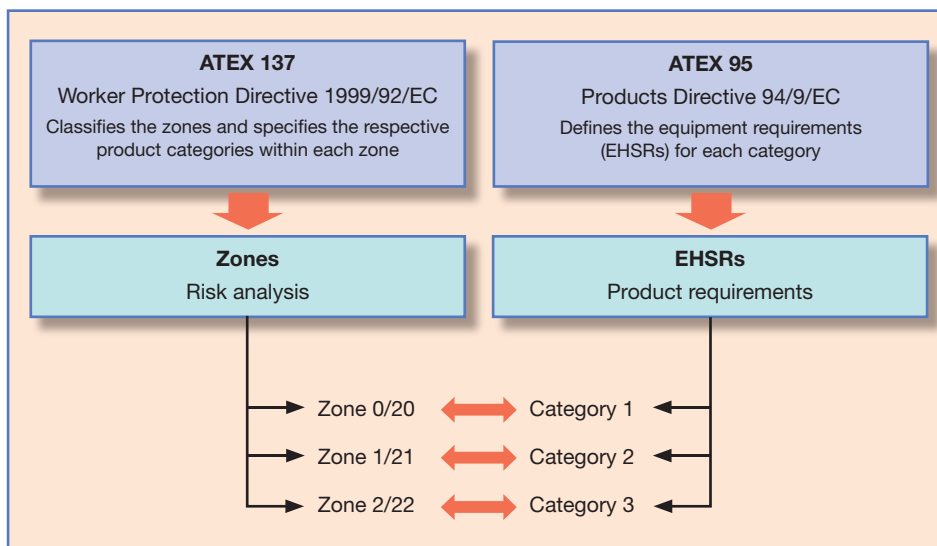 ATEX 137
Worker Protection Directive 1999/92/EC
Classifies the zones and specifies the respective
product categories within each zone
ATEX 95
Products Directive 94/9/EC
Defines the equipment requirements
(EHSRs) for each category
Zones
Risk analysis
EHSRs
Product requirements
Zone 0/20
Category 1
Zone 1/21
Category 2
Zone 2/22
Category 3